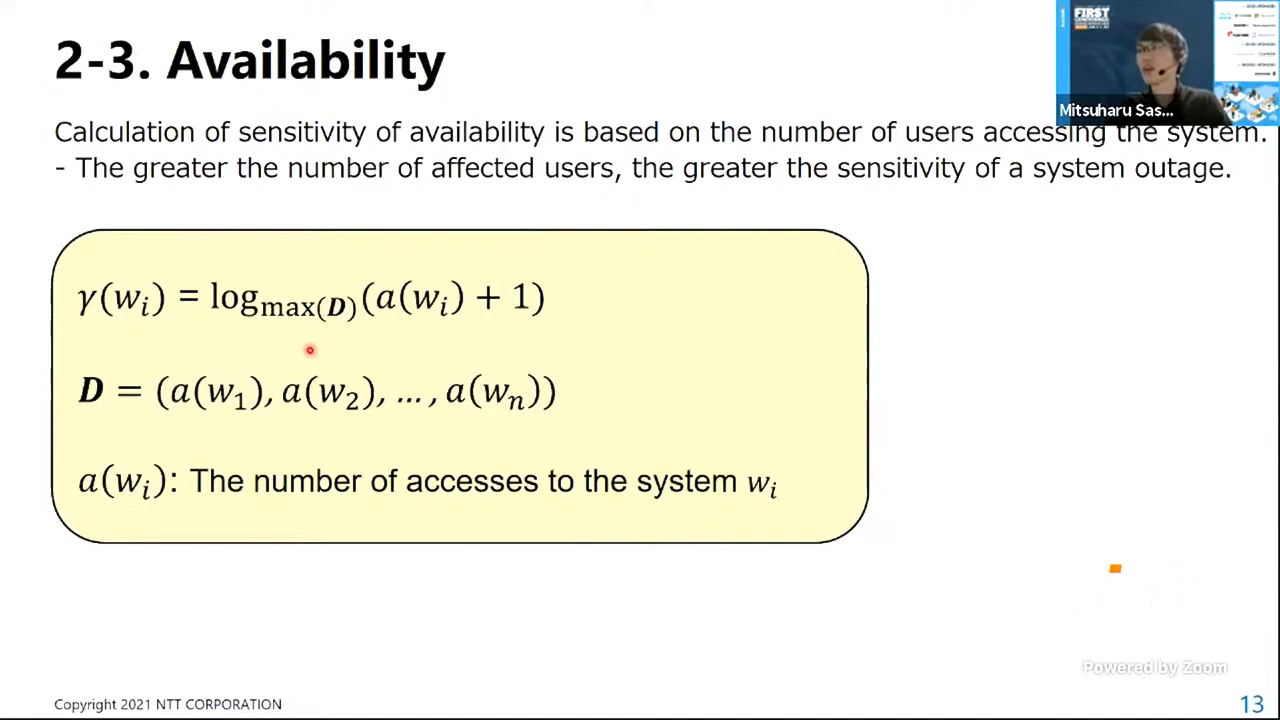 2-3. Availability
FIRST
CONFERENCE
Mitsuharu Sas...
Calculation of sensitivity of availability is based on the number of users accessing the system.
- The greater the number of affected users, the greater the sensitivity of a system outage.
γ(wᵢ) = log_max(D)(a(wᵢ) + 1)
D = (a(w₁), a(w₂), … , a(wₙ))
a(wᵢ): The number of accesses to the system wᵢ
Powered by Zoom
Copyright 2021 NTT CORPORATION
13